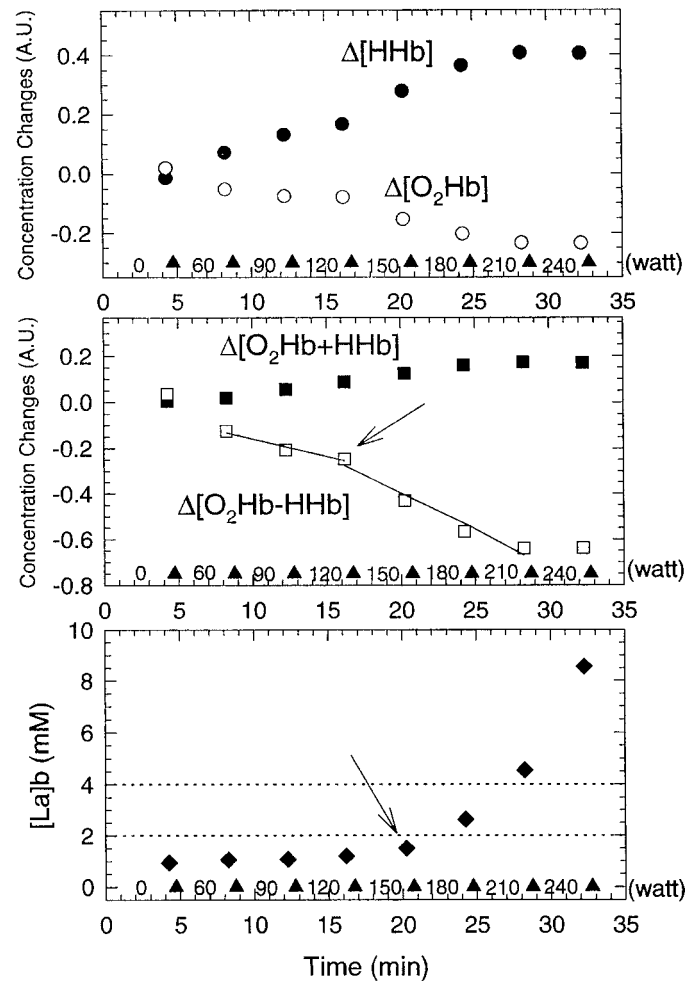 Concentration Changes (A.U.)
0.4
0.2
0.0
-0.2
Δ[HHb]
Δ[O₂Hb]
0 60 90 120 150 180 210 240 (watt)
0 5 10 15 20 25 30 35
Concentration Changes (A.U.)
0.2
0.0
-0.2
-0.4
-0.6
-0.8
Δ[O₂Hb+HHb]
Δ[O₂Hb-HHb]
0 60 90 120 150 180 210 240 (watt)
0 5 10 15 20 25 30 35
[La]b (mM)
10
8
6
4
2
0
0 60 90 120 150 180 210 240 (watt)
0 5 10 15 20 25 30 35
Time (min)